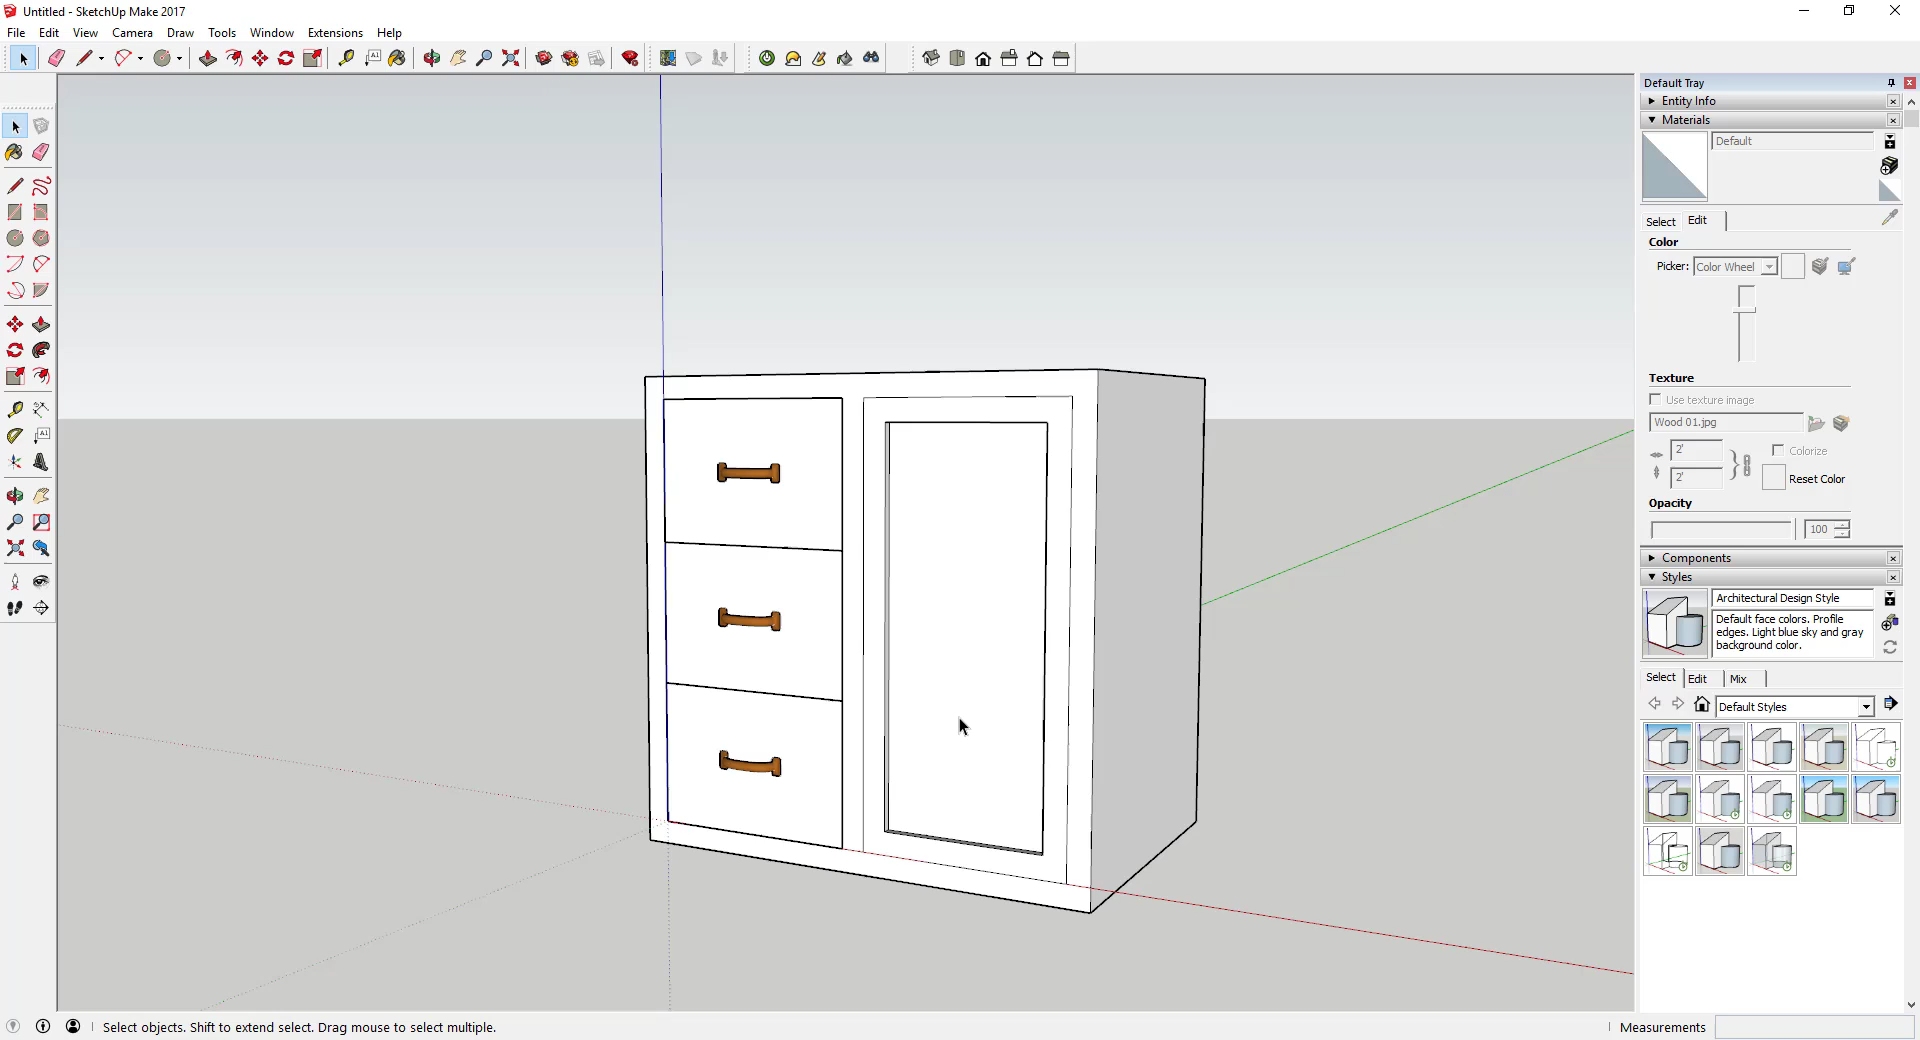 Untitled - SketchUp Make 2017
File Edit View Camera Draw Tools Window Extensions Help
A1
Default Tray
Entity Info
Materials
Default
Select Edit
Color
Picker: Color Wheel
Texture
Use texture image
Wood 01.jpg
2' Colorize
2' Reset Color
Opacity
100
Components
Styles
Architectural Design Style
Default face colors. Profile
edges. Light blue sky and gray
background color.
Select Edit Mix
Default Styles
A1
Select objects. Shift to extend select. Drag mouse to select multiple.
Measurements